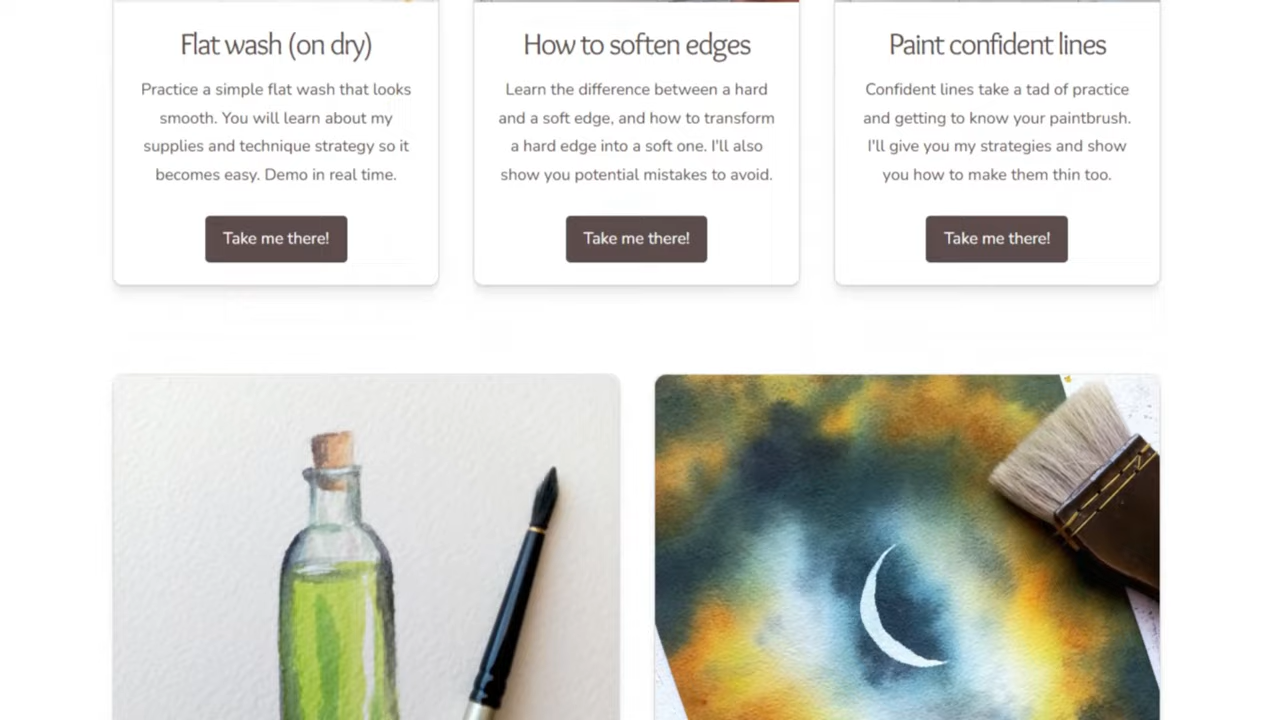 Flat wash (on dry)
Practice a simple flat wash that looks
smooth. You will learn about my
supplies and technique strategy so it
becomes easy. Demo in real time.
Take me there!
How to soften edges
Learn the difference between a hard
and a soft edge, and how to transform
a hard edge into a soft one. I'll also
show you potential mistakes to avoid.
Take me there!
Paint confident lines
Confident lines take a tad of practice
and getting to know your paintbrush.
I'll give you my strategies and show
you how to make them thin too.
Take me there!